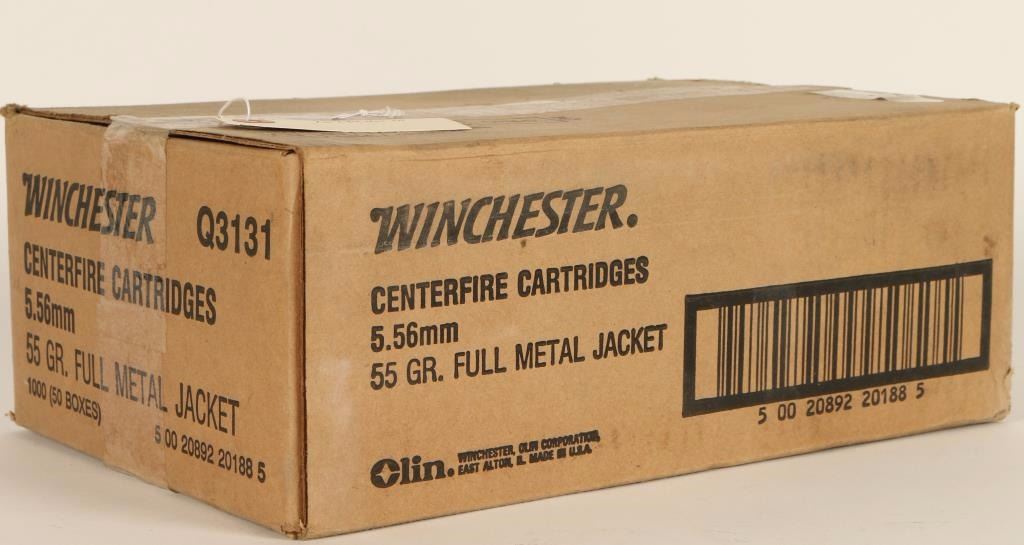 WINCHESTER
Q3131
CENTERFIRE CARTRIDGES
5.56mm
55 GR. FULL METAL JACKET
1000 (50 BOXES)
5 00 20892 20188 5
WINCHESTER.
CENTERFIRE CARTRIDGES
5.56mm
55 GR. FULL METAL JACKET
5 00 20892 20188 5
Olin.
WINCHESTER, OLIN CORPORATION,
EAST ALTON, IL. MADE IN U.S.A.